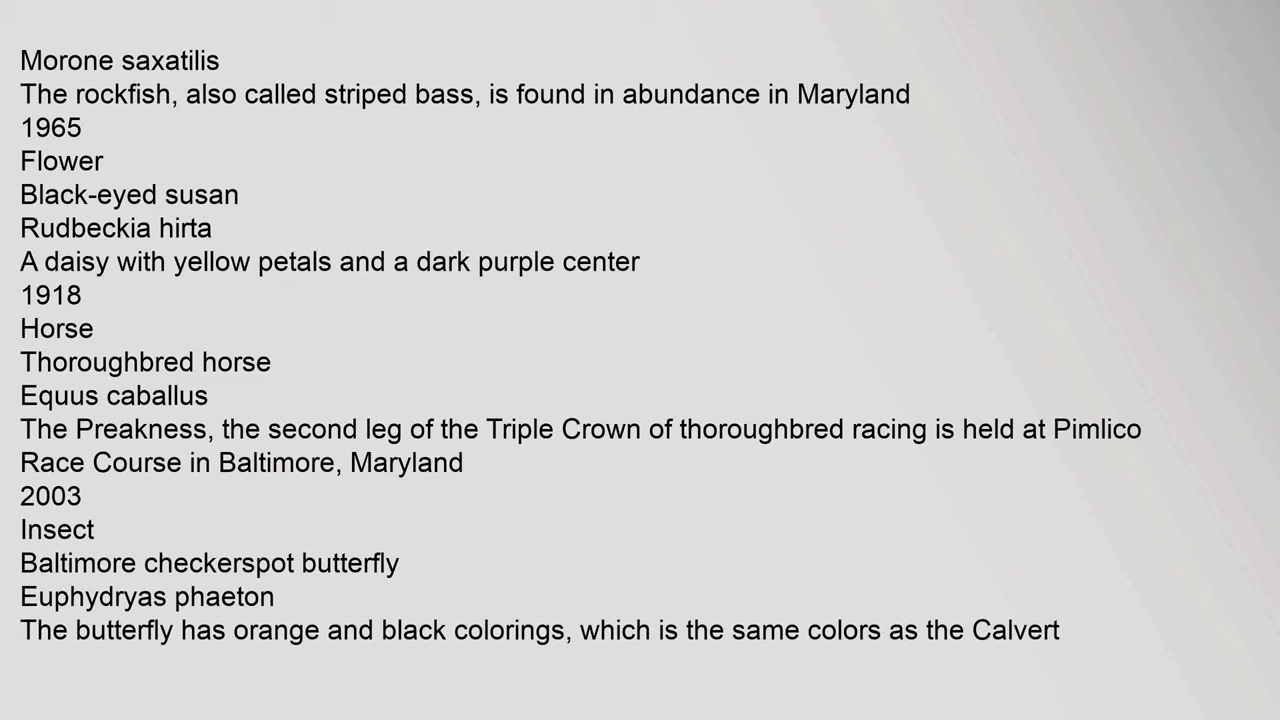 Morone saxatilis
The rockfish, also called striped bass, is found in abundance in Maryland
1965
Flower
Black-eyed susan
Rudbeckia hirta
A daisy with yellow petals and a dark purple center
1918
Horse
Thoroughbred horse
Equus caballus
The Preakness, the second leg of the Triple Crown of thoroughbred racing is held at Pimlico
Race Course in Baltimore, Maryland
2003
Insect
Baltimore checkerspot butterfly
Euphydryas phaeton
The butterfly has orange and black colorings, which is the same colors as the Calvert